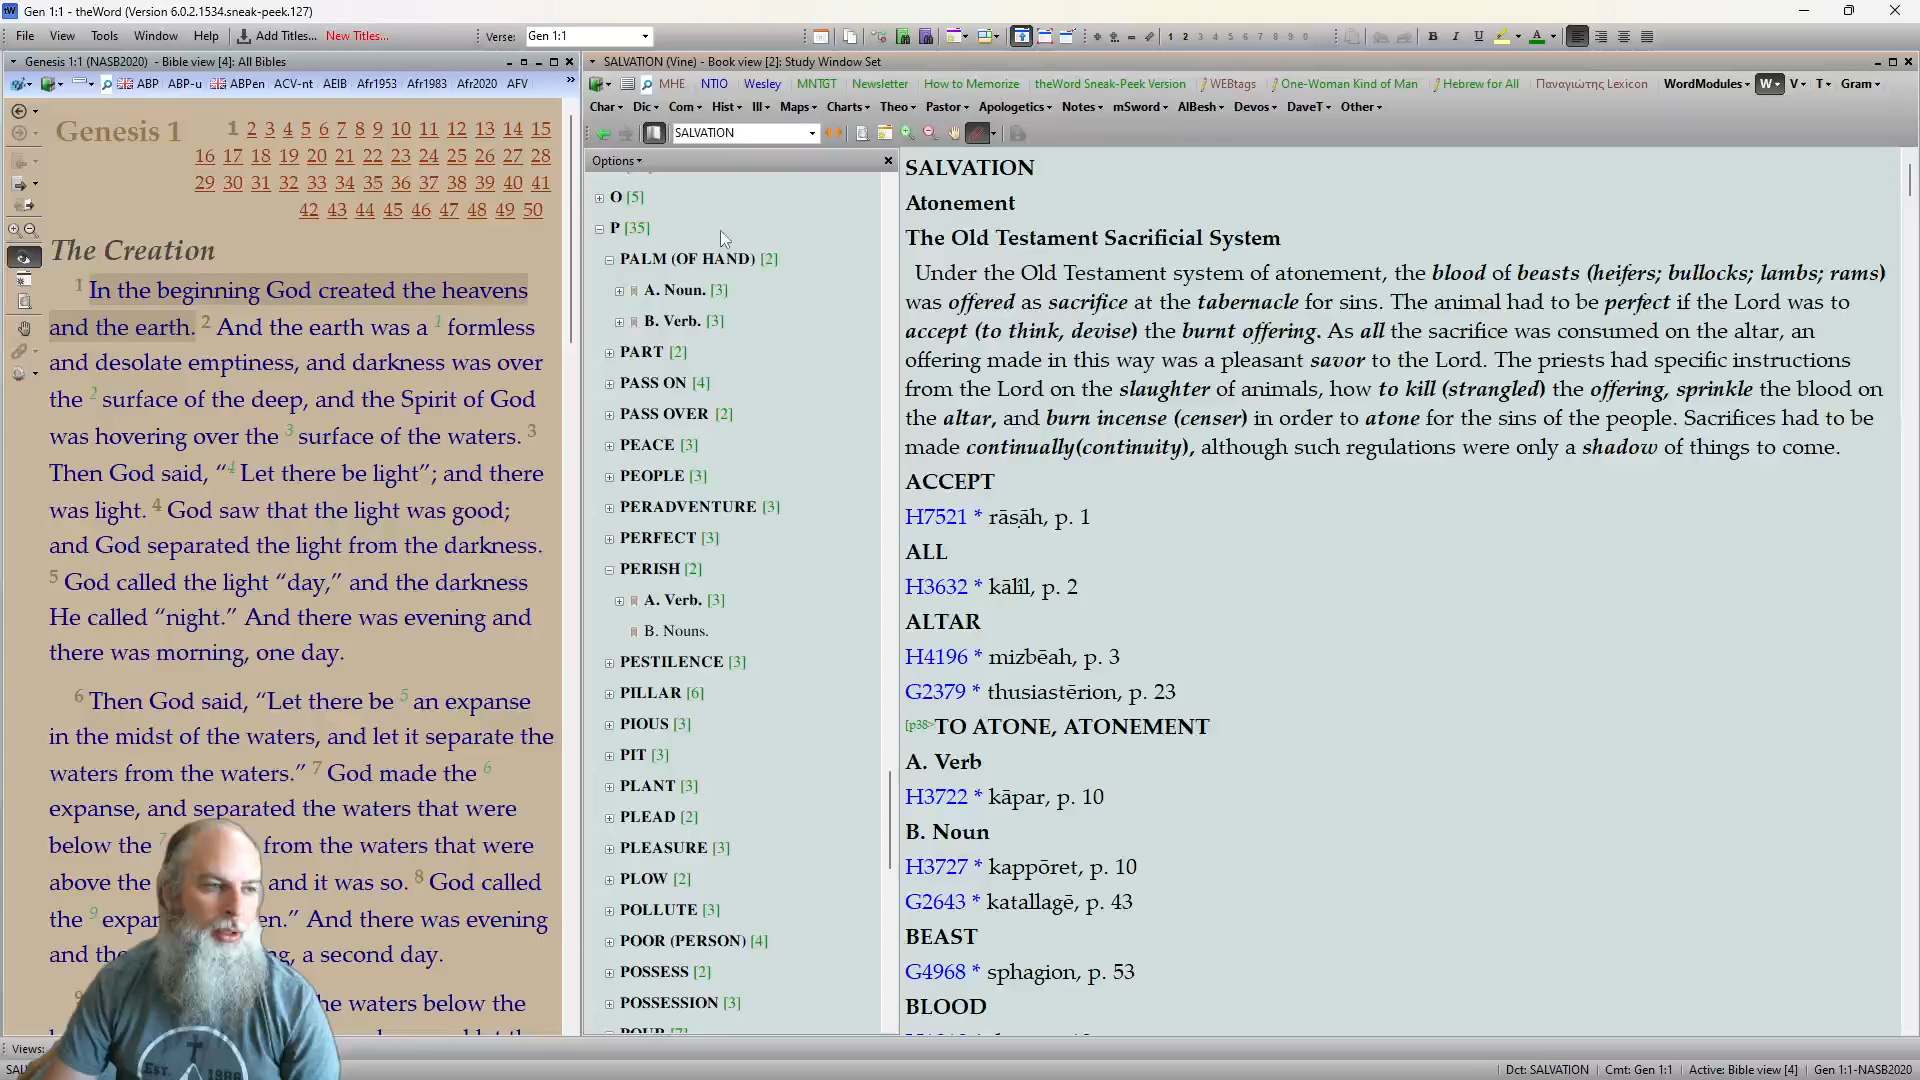 Gen 1:1 - theWord (Version 6.0.2.1534.sneak-peek.127)
File View Tools Window Help Add Titles... New Titles... Verse: Gen 1:1
1 2 3 4 5 6 7 8 9 0 B I U A
Genesis 1:1 (NASB2020) - Bible view [4]: All Bibles
ABP ABP-u ABPen ACV-nt AEIB Afr1953 Afr1983 Afr2020 AFV »
Genesis 1 1 2 3 4 5 6 7 8 9 10 11 12 13 14 15
16 17 18 19 20 21 22 23 24 25 26 27 28
29 30 31 32 33 34 35 36 37 38 39 40 41
42 43 44 45 46 47 48 49 50
The Creation
1 In the beginning God created the heavens
and the earth. 2 And the earth was a 1 formless
and desolate emptiness, and darkness was over
the 2 surface of the deep, and the Spirit of God
was hovering over the 3 surface of the waters. 3
Then God said, “4 Let there be light”; and there
was light. 4 God saw that the light was good;
and God separated the light from the darkness.
5 God called the light “day,” and the darkness
He called “night.” And there was evening and
there was morning, one day.
6 Then God said, “Let there be 5 an expanse
in the midst of the waters, and let it separate the
waters from the waters.” 7 God made the 6
expanse, and separated the waters that were
below the from the waters that were
above the and it was so. 8 God called
the 9 And there was evening
and a second day.
the waters below the
Views:
SALVATION (Vine) - Book view [2]: Study Window Set
MHE NTIO Wesley MNTGT Newsletter How to Memorize theWord Sneak-Peek Version WEBtags One-Woman Kind of Man Hebrew for All Παναγιώτης Lexicon WordModules W V T Gram
Char Dic Com Hist Ill Maps Charts Theo Pastor Apologetics Notes mSword AlBesh Devos DaveT Other
SALVATION
Options
O [5]
P [35]
PALM (OF HAND) [2]
A. Noun. [3]
B. Verb. [3]
PART [2]
PASS ON [4]
PASS OVER [2]
PEACE [3]
PEOPLE [3]
PERADVENTURE [3]
PERFECT [3]
PERISH [2]
A. Verb. [3]
B. Nouns.
PESTILENCE [3]
PILLAR [6]
PIOUS [3]
PIT [3]
PLANT [3]
PLEAD [2]
PLEASURE [3]
PLOW [2]
POLLUTE [3]
POOR (PERSON) [4]
POSSESS [2]
POSSESSION [3]
SALVATION
Atonement
The Old Testament Sacrificial System
Under the Old Testament system of atonement, the blood of beasts (heifers; bullocks; lambs; rams)
was offered as sacrifice at the tabernacle for sins. The animal had to be perfect if the Lord was to
accept (to think, devise) the burnt offering. As all the sacrifice was consumed on the altar, an
offering made in this way was a pleasant savor to the Lord. The priests had specific instructions
from the Lord on the slaughter of animals, how to kill (strangled) the offering, sprinkle the blood on
the altar, and burn incense (censer) in order to atone for the sins of the people. Sacrifices had to be
made continually(continuity), although such regulations were only a shadow of things to come.
ACCEPT
H7521 * rāṣāh, p. 1
ALL
H3632 * kālîl, p. 2
ALTAR
H4196 * mizbēah, p. 3
G2379 * thusiastērion, p. 23
[p38>TO ATONE, ATONEMENT
A. Verb
H3722 * kāpar, p. 10
B. Noun
H3727 * kappōret, p. 10
G2643 * katallagē, p. 43
BEAST
G4968 * sphagion, p. 53
BLOOD
Dct: SALVATION Cmt: Gen 1:1 Active: Bible view [4] Gen 1:1-NASB2020
EST. 1988